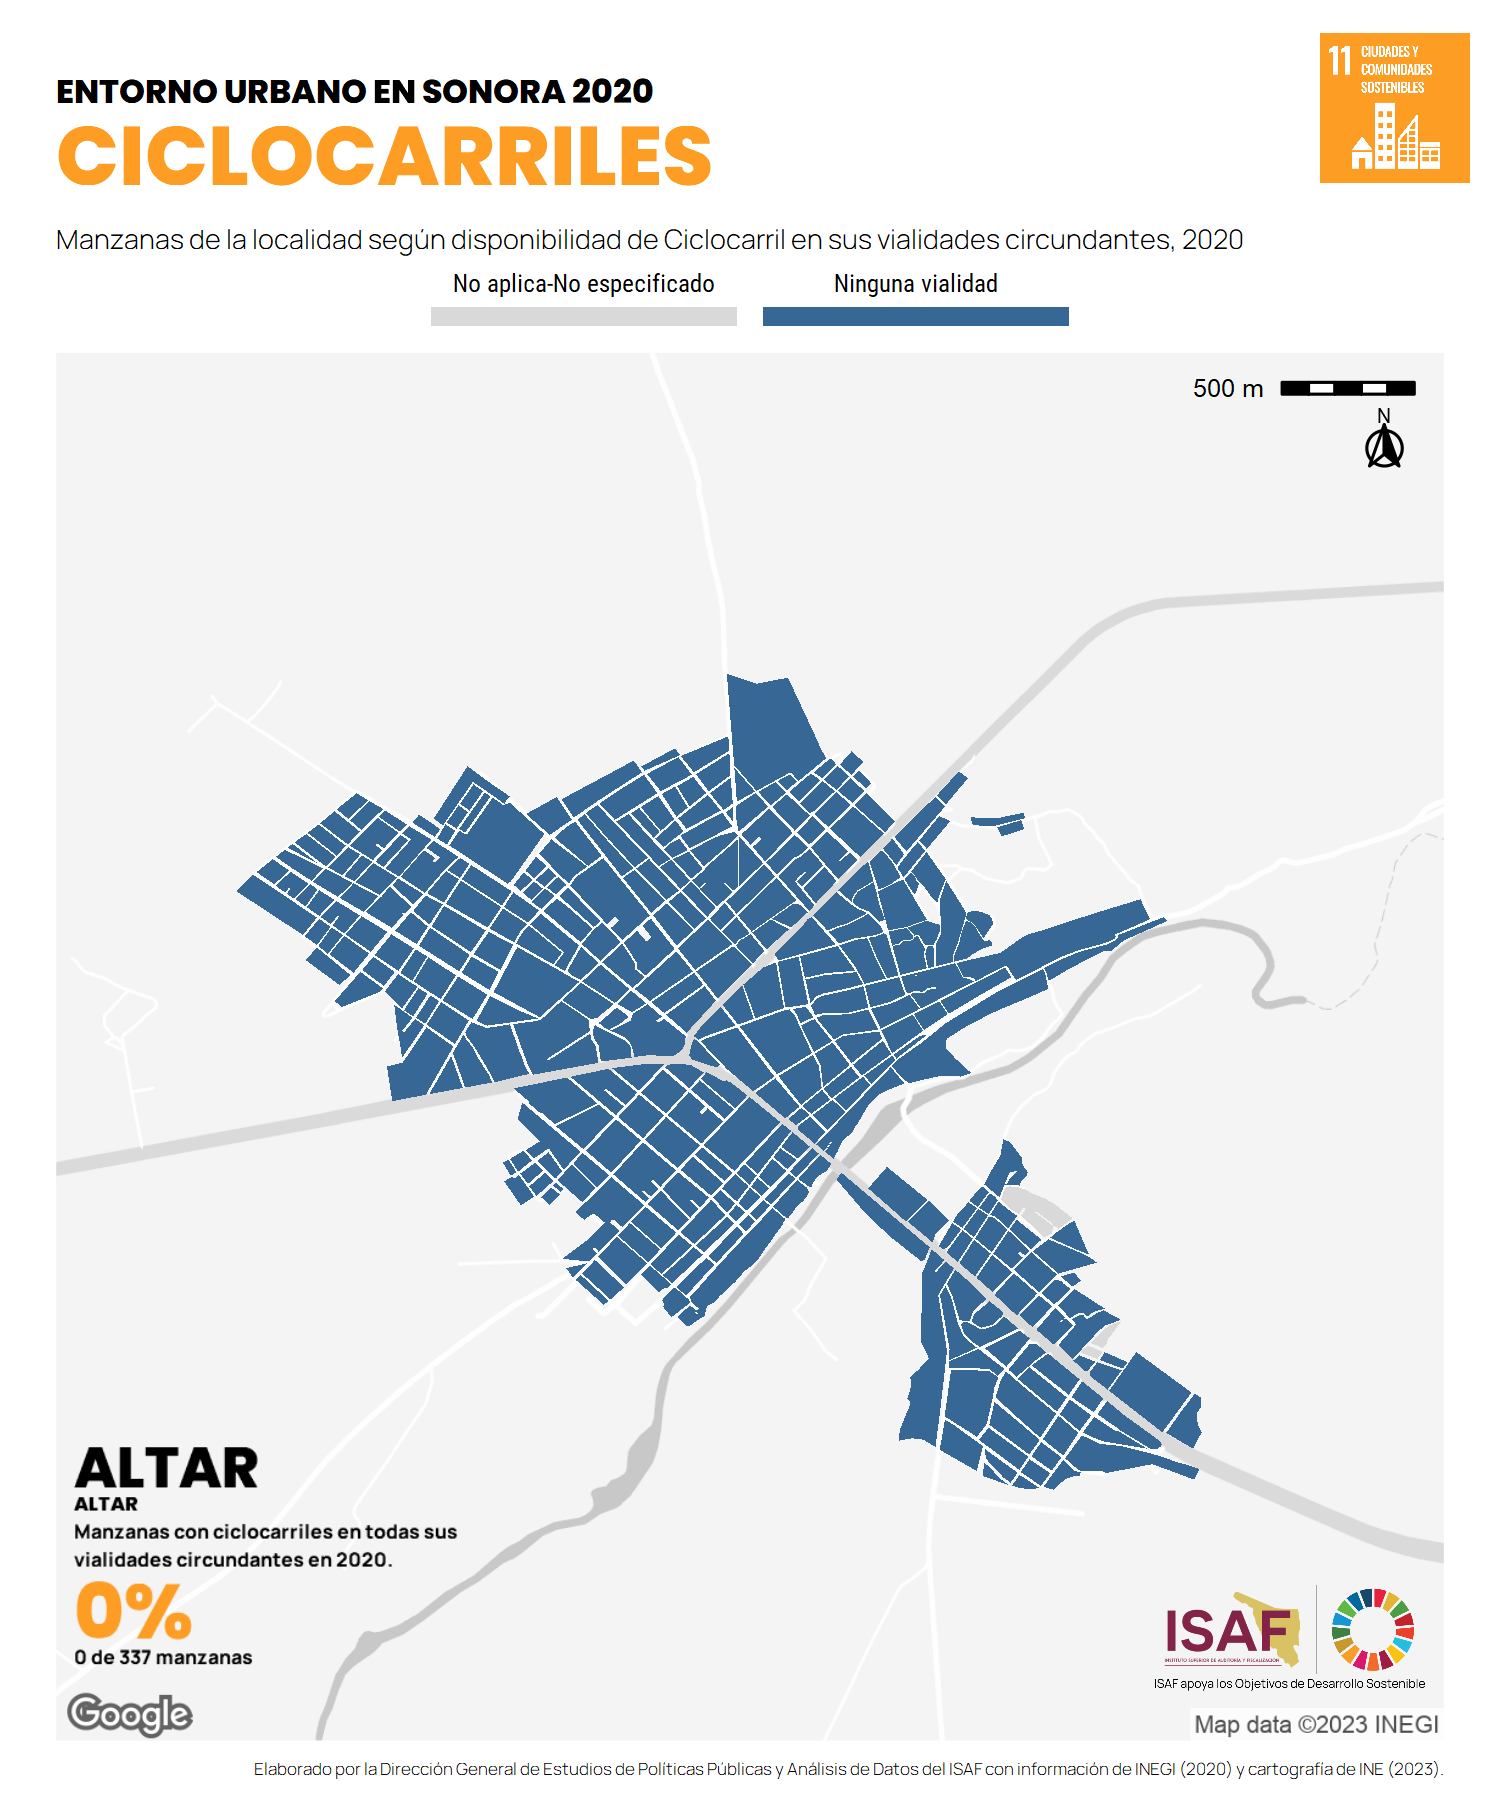 ENTORNO URBANO EN SONORA 2020
CICLOCARRILES
11 CIUDADES Y
COMUNIDADES
SOSTENIBLES
Manzanas de la localidad según disponibilidad de Ciclocarril en sus vialidades circundantes, 2020
No aplica-No especificado
Ninguna vialidad
500 m
N
ALTAR
ALTAR
Manzanas con ciclocarriles en todas sus
vialidades circundantes en 2020.
0%
0 de 337 manzanas
Google
ISAF
INSTITUTO SUPERIOR DE AUDITORÍA Y FISCALIZACIÓN
ISAF apoya los Objetivos de Desarrollo Sostenible
Map data ©2023 INEGI
Elaborado por la Dirección General de Estudios de Políticas Públicas y Análisis de Datos del ISAF con información de INEGI (2020) y cartografía de INE (2023).